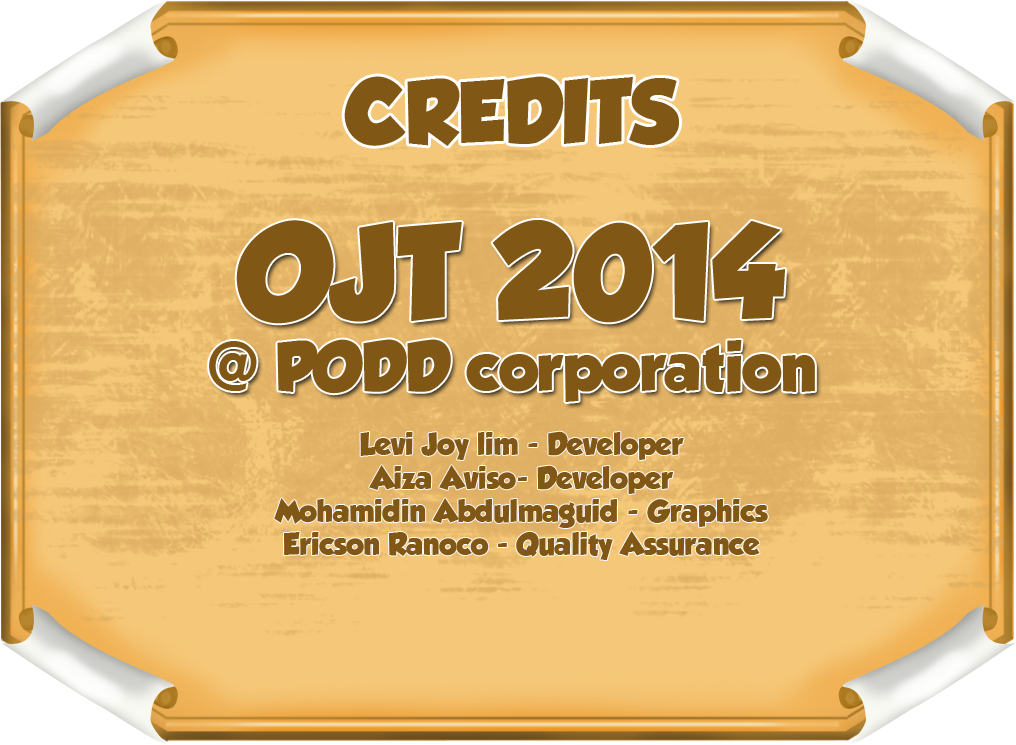 CREDITS
OJT 2014
@ PODD corporation
Levi Joy lim - Developer
Aiza Aviso- Developer
Mohamidin Abdulmaguid - Graphics
Ericson Ranoco - Quality Assurance